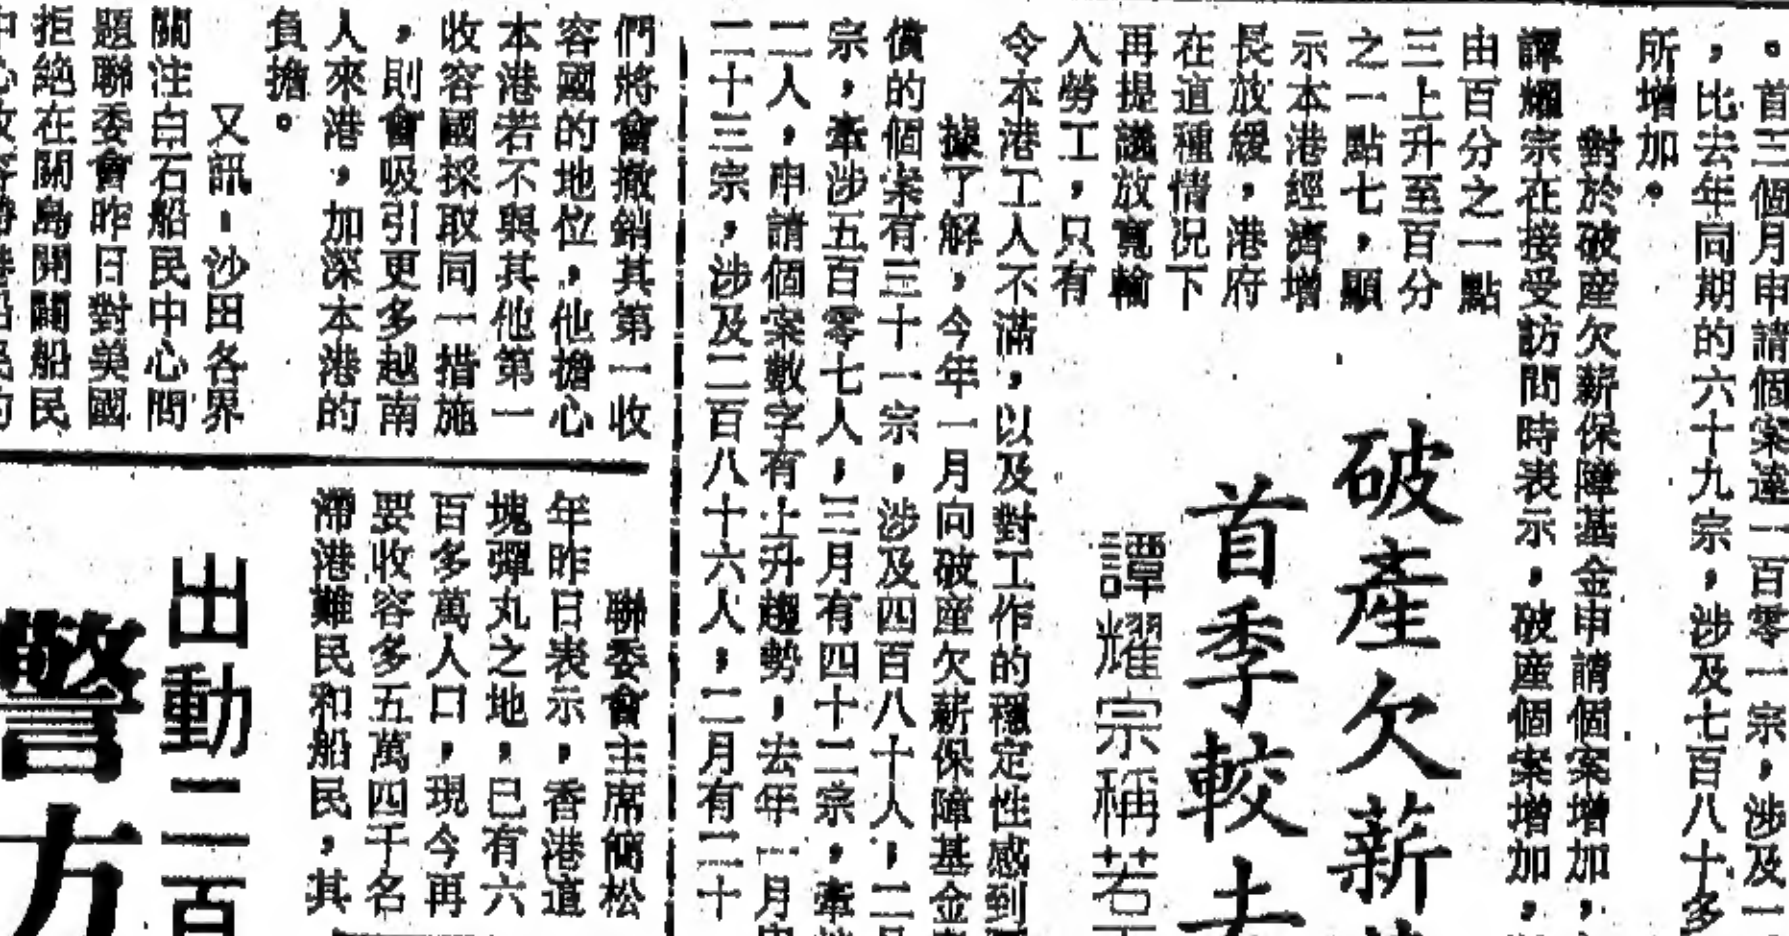 。首三個月申請個案達一百零一宗，涉及一
，比去年同期的六十九宗，涉及七百八十多
所增加。
對於破產欠薪保障基金申請個案增加，
譚耀宗在接受訪問時表示，破產個案增加，
由百分之一點
三上升至百分
之一點七，顯
示本港經濟增
長放緩，港府
在這種情況下
再提議放寬輸
入勞工，只有
令本港工人不滿，以及對工作的穩定性感到
據了解，今年一月向破產欠薪保障基金
償的個案有三十一宗，涉及四百八十人；二
宗，牽涉五百零七人；三月有四十二宗，牽
二人，申請個案數字有上升趨勢，去年一月
二十三宗，涉及二百八十六人；二月有二十
破產欠薪
首季較去
譚耀宗稱若
們將會撤銷其第一收
容國的地位，他擔心
本港若不與其他第一
收容國採取同一措施
，則會吸引更多越南
人來港，加深本港的
負擔。
又訊：沙田各界
關注白石船民中心問
題聯委會昨日對美國
拒絕在關島開闢船民
聯委會主席簡松
年昨日表示，香港這
塊彈丸之地，已有六
百多萬人口，現今再
要收容多五萬四千名
滯港難民和船民，其
出動二百
警方